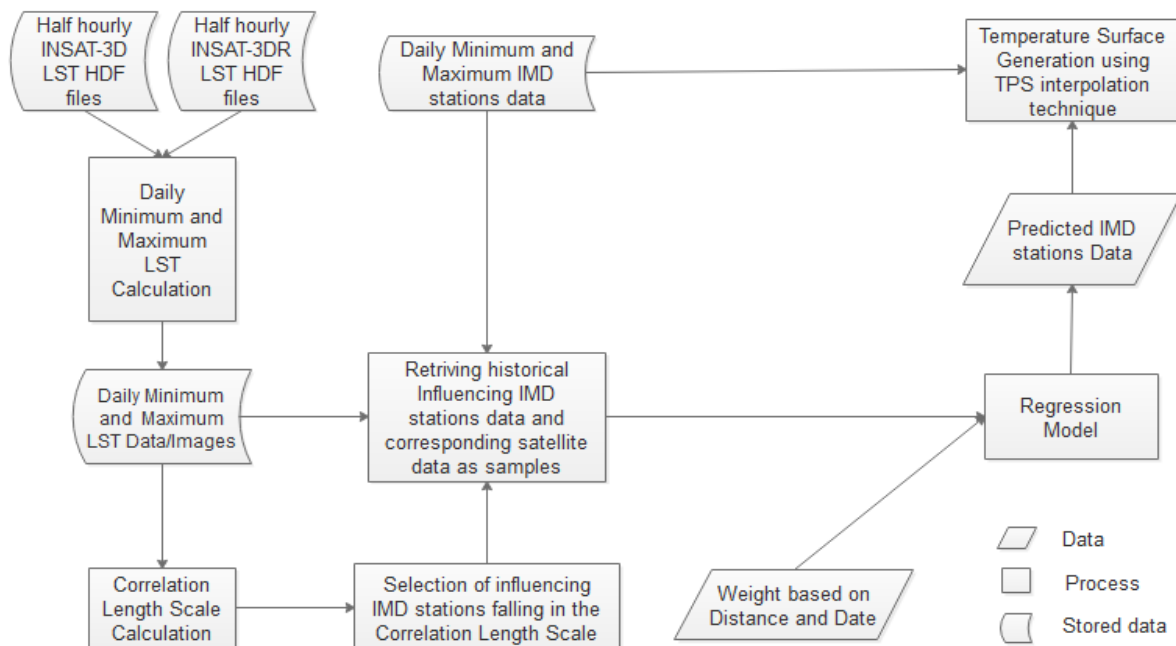 Half hourly
INSAT-3D
LST HDF
files
Half hourly
INSAT-3DR
LST HDF
files
Daily Minimum and
Maximum IMD
stations data
Temperature Surface
Generation using
TPS interpolation
technique
Daily
Minimum and
Maximum
LST
Calculation
Predicted IMD
stations Data
Daily Minimum
and Maximum
LST Data/Images
Retriving historical
Influencing IMD
stations data and
corresponding satellite
data as samples
Regression
Model
Correlation
Length Scale
Calculation
Selection of influencing
IMD stations falling in the
Correlation Length Scale
Weight based on
Distance and Date
Data
Process
Stored data